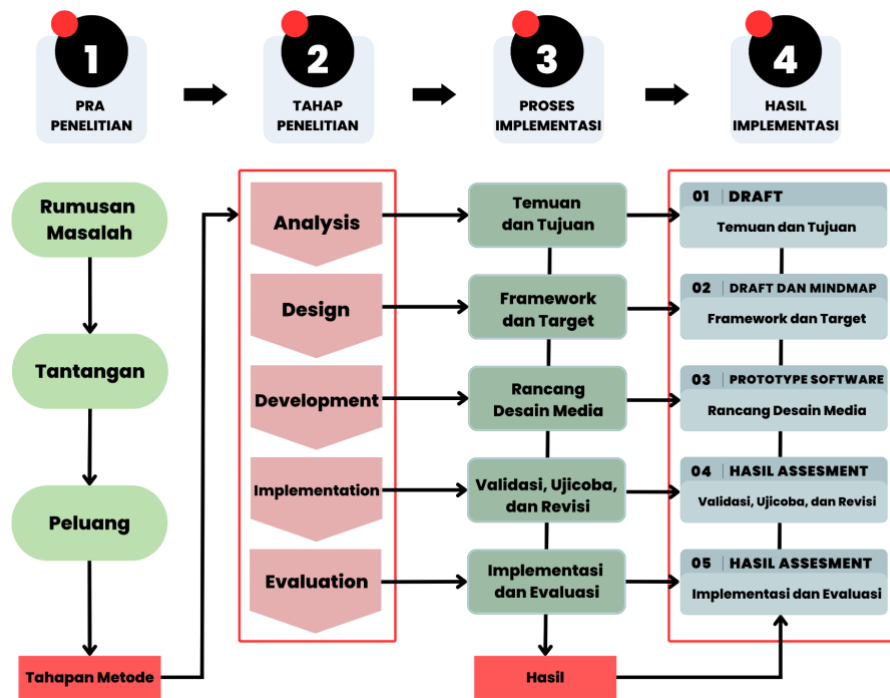 1
PRA
PENELITIAN
2
TAHAP
PENELITIAN
3
PROSES
IMPLEMENTASI
4
HASIL
IMPLEMENTASI
Rumusan
Masalah
Tantangan
Peluang
Tahapan Metode
Analysis
Design
Development
Implementation
Evaluation
Temuan
dan Tujuan
Framework
dan Target
Rancang
Desain Media
Validasi, Ujicoba,
dan Revisi
Implementasi
dan Evaluasi
Hasil
01 | DRAFT
Temuan dan Tujuan
02 | DRAFT DAN MINDMAP
Framework dan Target
03 | PROTOTYPE SOFTWARE
Rancang Desain Media
04 | HASIL ASSESMENT
Validasi, Ujicoba, dan Revisi
05 | HASIL ASSESMENT
Implementasi dan Evaluasi